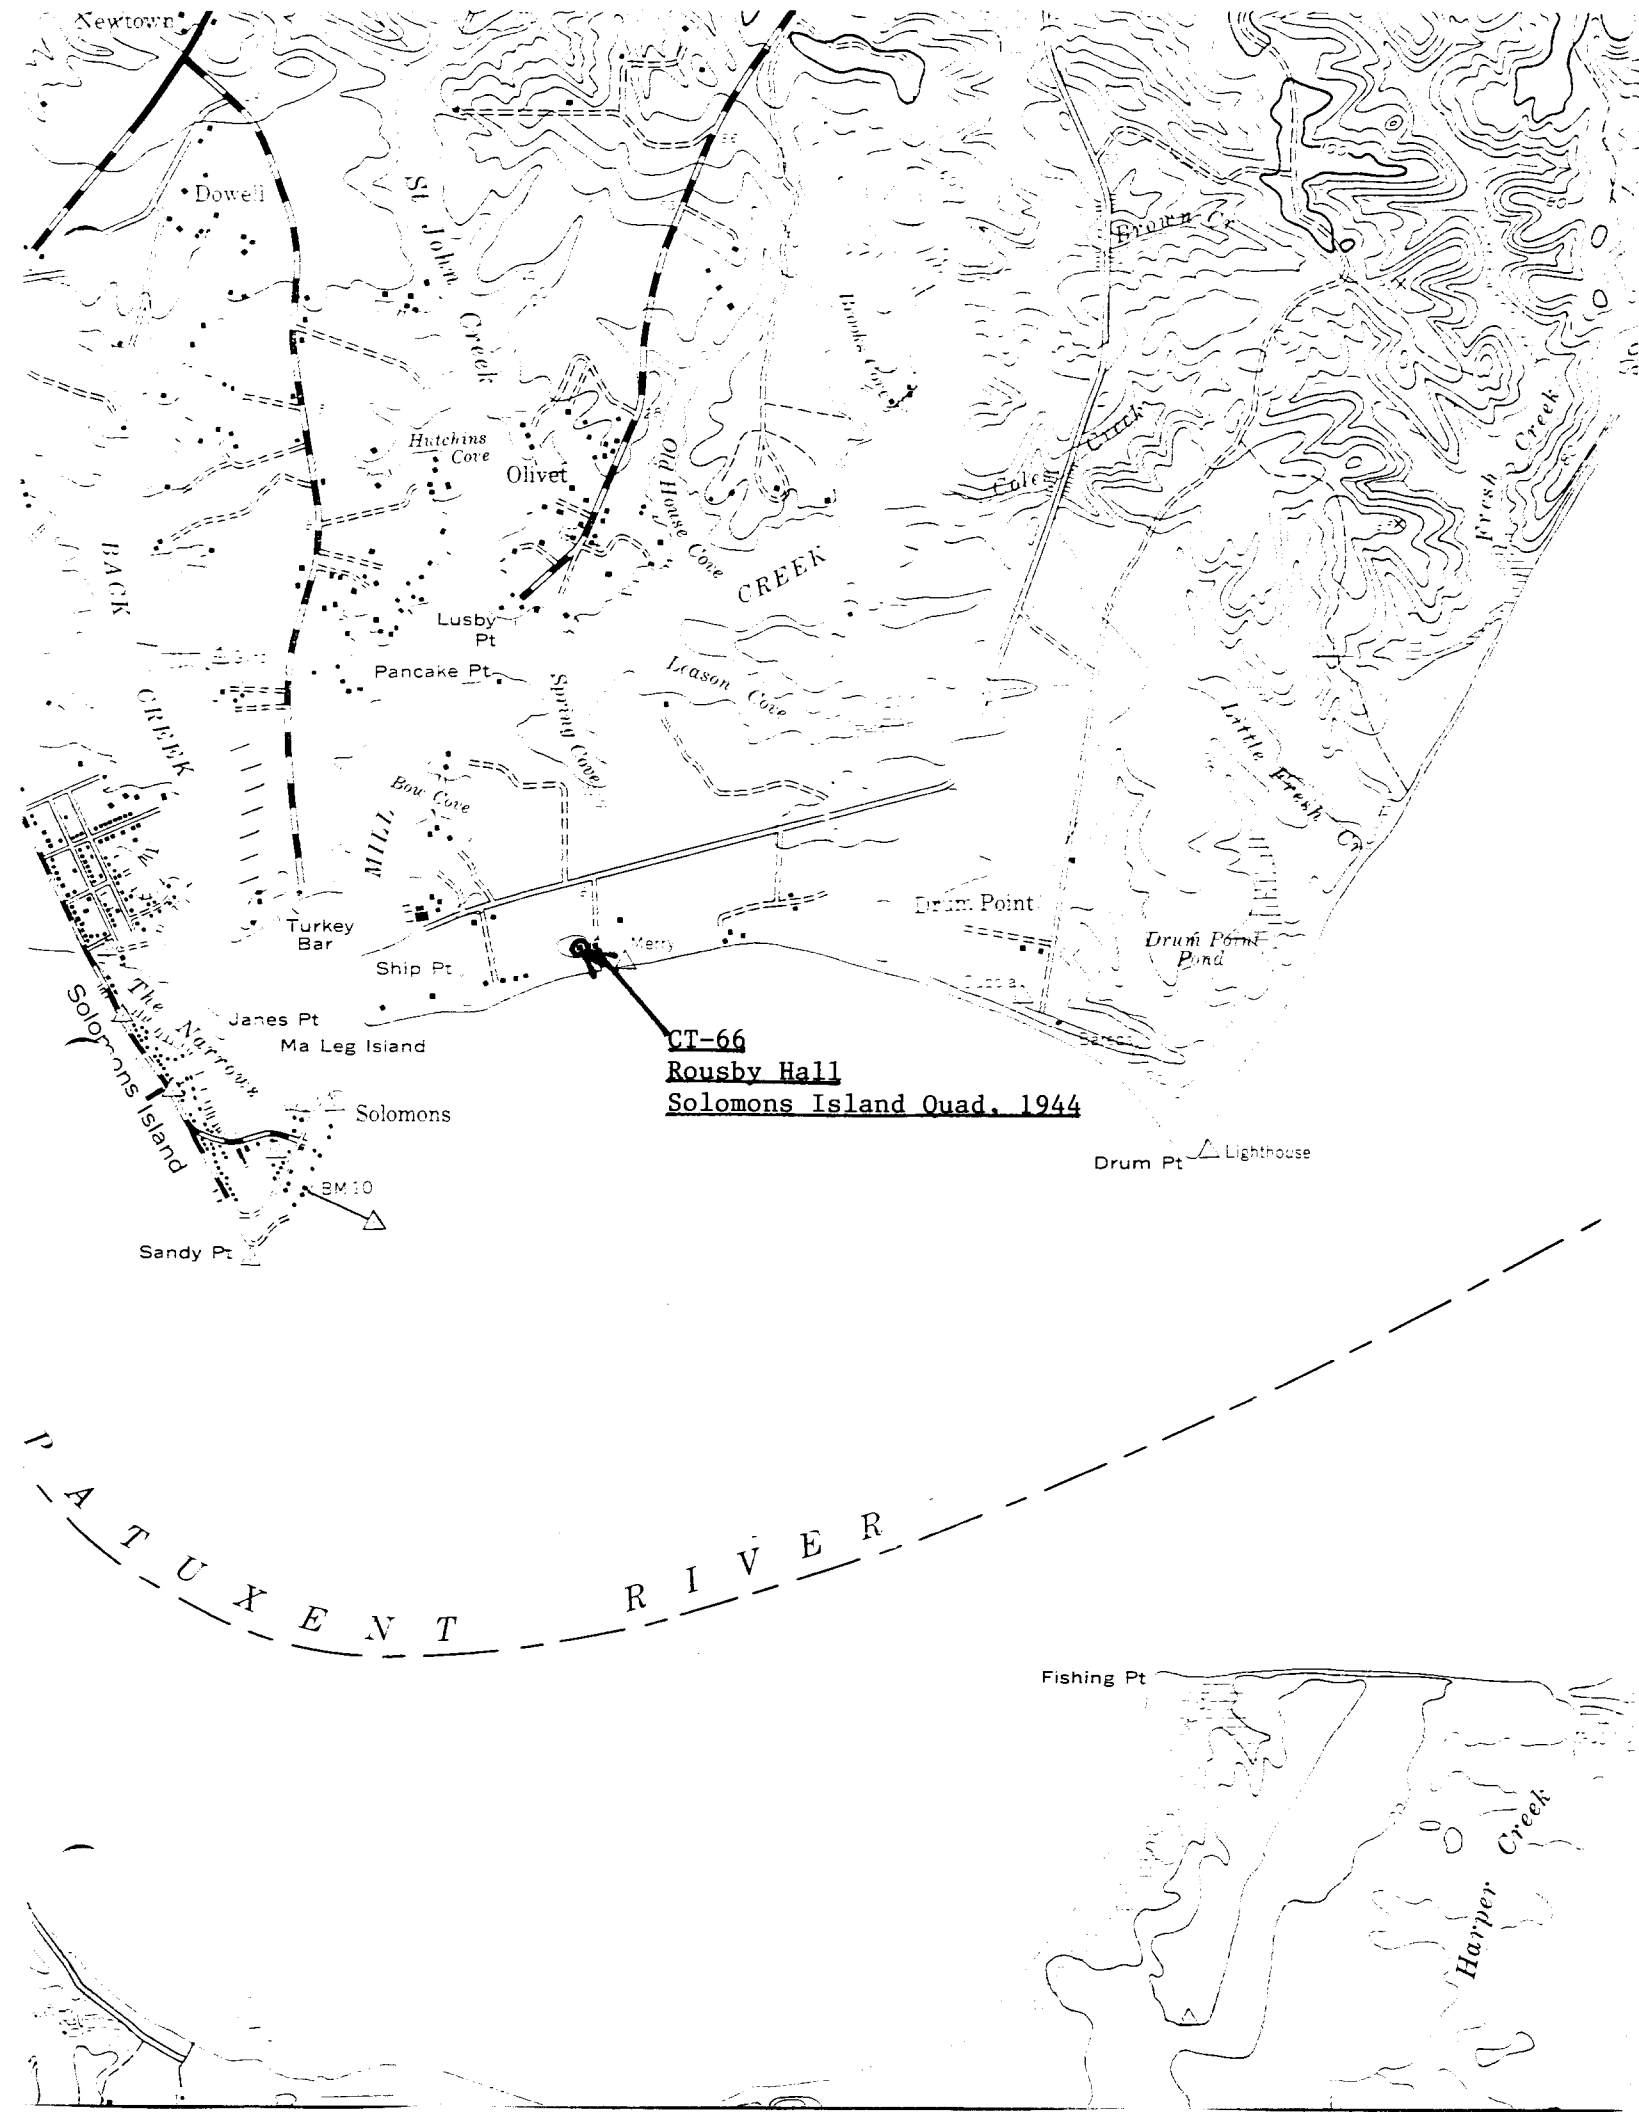 Newtown
Dowell
St. John
Creek
Brown Cr
Brooks Cove
Hutchins
Cove
Olivet
Old House Cove
Coles Creek
Fresh Creek
BACK
CREEK
CREEK
Lusby
Pt
Pancake Pt
Spring Cove
Leason Cove
Little Fresh Cr
Bow Cove
MILL
Turkey
Bar
Ship Pt
Merry
Drum Point
Drum Point
Pond
The Narrows
Solomons Island
Janes Pt
Ma Leg Island
CT-66
Rousby Hall
Solomons Island Quad, 1944
Solomons
BM 10
Sandy Pt
Drum Pt
Lighthouse
PATUXENT RIVER
Fishing Pt
Harper Creek